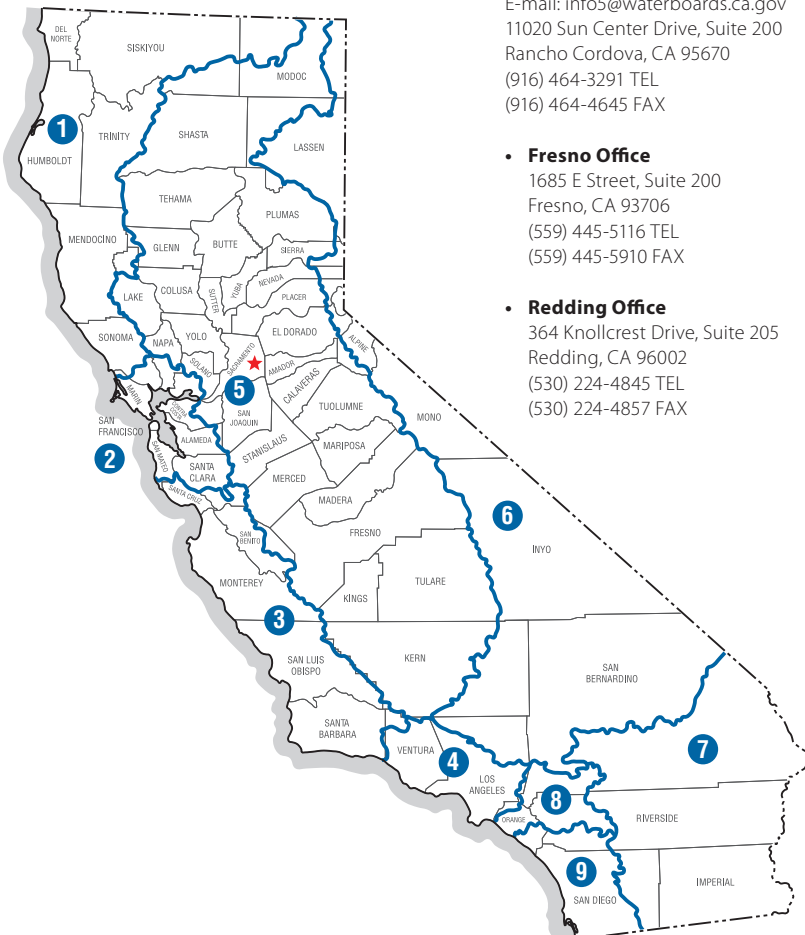 E-mail: info5@waterboards.ca.gov
11020 Sun Center Drive, Suite 200
Rancho Cordova, CA 95670
(916) 464-3291 TEL
(916) 464-4645 FAX
• Fresno Office
1685 E Street, Suite 200
Fresno, CA 93706
(559) 445-5116 TEL
(559) 445-5910 FAX
• Redding Office
364 Knollcrest Drive, Suite 205
Redding, CA 96002
(530) 224-4845 TEL
(530) 224-4857 FAX
DEL
NORTE
SISKIYOU
MODOC
1
TRINITY
SHASTA
LASSEN
HUMBOLDT
TEHAMA
PLUMAS
MENDOCINO
GLENN
BUTTE
SIERRA
LAKE
COLUSA
SUTTER
YUBA
NEVADA
PLACER
SONOMA
NAPA
YOLO
EL DORADO
ALPINE
SOLANO
SACRAMENTO
AMADOR
5
CALAVERAS
MARIN
CONTRA
COSTA
SAN
JOAQUIN
TUOLUMNE
MONO
SAN
FRANCISCO
ALAMEDA
STANISLAUS
MARIPOSA
2
SAN MATEO
SANTA
CLARA
MERCED
SANTA CRUZ
MADERA
6
SAN
BENITO
FRESNO
INYO
MONTEREY
KINGS
TULARE
3
SAN LUIS
OBISPO
KERN
SAN
BERNARDINO
SANTA
BARBARA
VENTURA
4
LOS
ANGELES
7
8
ORANGE
RIVERSIDE
9
SAN DIEGO
IMPERIAL